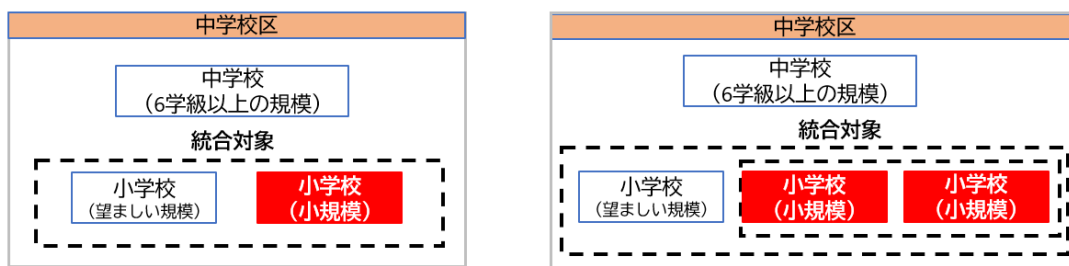 中学校区
中学校
（6学級以上の規模）
統合対象
小学校
（望ましい規模）
小学校
（小規模）
中学校区
中学校
（6学級以上の規模）
統合対象
小学校
（望ましい規模）
小学校
（小規模）
小学校
（小規模）